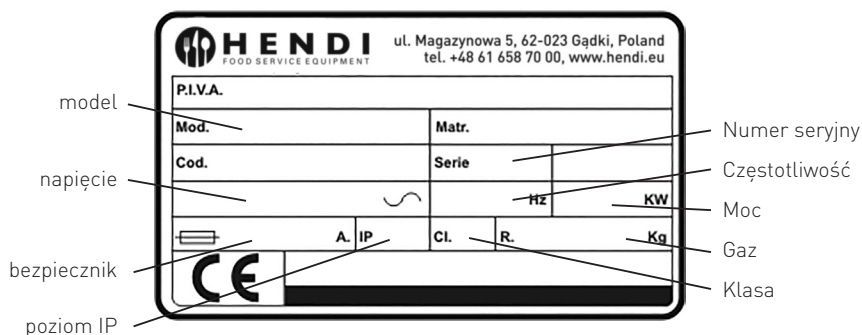 HENDI
FOOD SERVICE EQUIPMENT
ul. Magazynowa 5, 62-023 Gądki, Poland
tel. +48 61 658 70 00, www.hendi.eu
P.I.V.A.
Mod.
Matr.
Cod.
Serie
Hz
KW
A.
IP
Cl.
R.
Kg
CE
model
napięcie
bezpiecznik
poziom IP
Numer seryjny
Częstotliwość
Moc
Gaz
Klasa